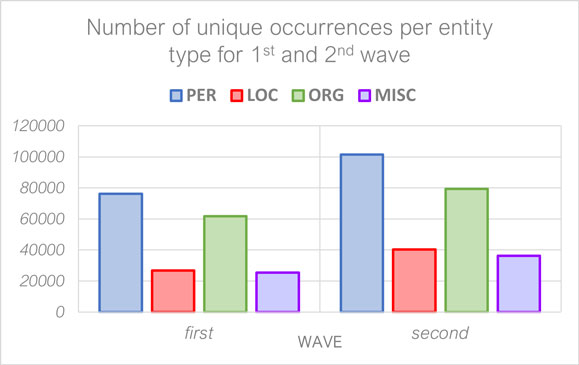 Number of unique occurrences per entity
type for 1st and 2nd wave
PER LOC ORG MISC
120000
100000
80000
60000
40000
20000
0
first second
WAVE